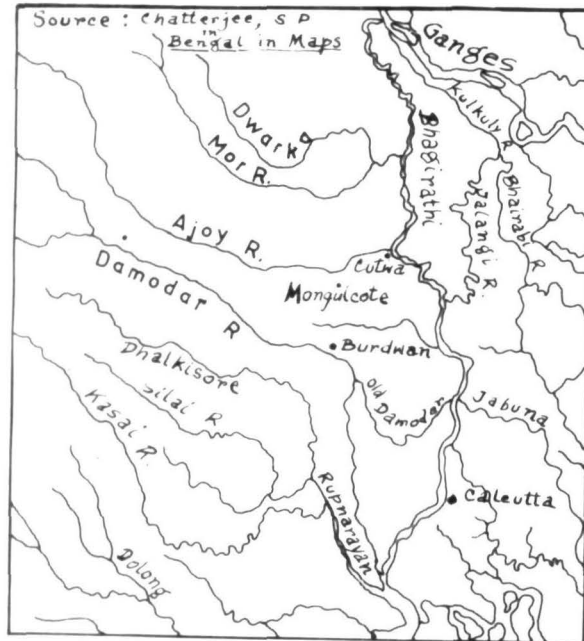 Source : Chatterjee, S P
in
Bengal in Maps
Ganges
Kulkuly R.
Dwarka
Mor R.
Bhagirathi
Kalangi R.
Bhairabi R
Ajoy R.
Cutwa
Damodar R
Mongulcote
Burdwan
Dhalkisore
Silai R
Old Damodar
Jabuna
Kasai R.
Calcutta
Rupnarayan
Dolong